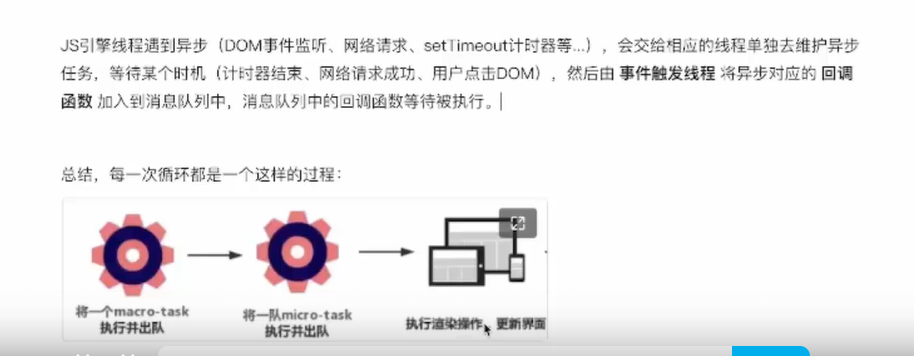 JS引擎线程遇到异步（DOM事件监听、网络请求、setTimeout计时器等...），会交给相应的线程单独去维护异步
任务，等待某个时机（计时器结束、网络请求成功、用户点击DOM），然后由 事件触发线程 将异步对应的 回调
函数 加入到消息队列中，消息队列中的回调函数等待被执行。
总结，每一次循环都是一个这样的过程：
将一个macro-task
执行并出队
将一队micro-task
执行并出队
执行渲染操作，更新界面